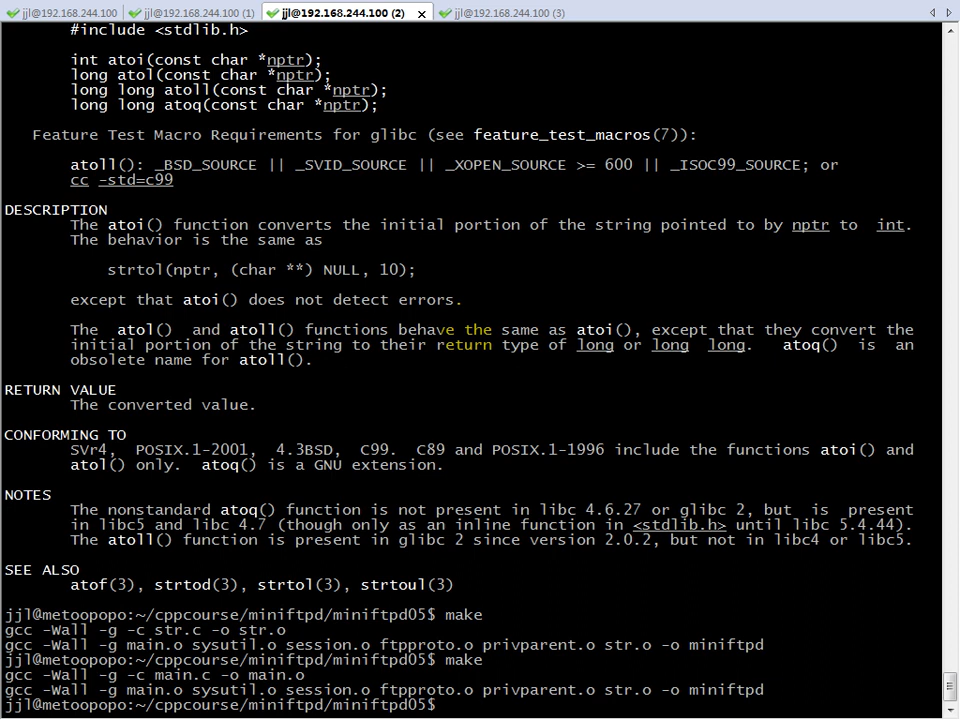 jjl@192.168.244.100 jjl@192.168.244.100 (1) jjl@192.168.244.100 (2) jjl@192.168.244.100 (3)
#include <stdlib.h>
int atoi(const char *nptr);
long atol(const char *nptr);
long long atoll(const char *nptr);
long long atoq(const char *nptr);
Feature Test Macro Requirements for glibc (see feature_test_macros(7)):
atoll(): _BSD_SOURCE || _SVID_SOURCE || _XOPEN_SOURCE >= 600 || _ISOC99_SOURCE; or
cc -std=c99
DESCRIPTION
The atoi() function converts the initial portion of the string pointed to by nptr to int.
The behavior is the same as
strtol(nptr, (char **) NULL, 10);
except that atoi() does not detect errors.
The atol() and atoll() functions behave the same as atoi(), except that they convert the
initial portion of the string to their return type of long or long long. atoq() is an
obsolete name for atoll().
RETURN VALUE
The converted value.
CONFORMING TO
SVr4, POSIX.1-2001, 4.3BSD, C99. C89 and POSIX.1-1996 include the functions atoi() and
atol() only. atoq() is a GNU extension.
NOTES
The nonstandard atoq() function is not present in libc 4.6.27 or glibc 2, but is present
in libc5 and libc 4.7 (though only as an inline function in <stdlib.h> until libc 5.4.44).
The atoll() function is present in glibc 2 since version 2.0.2, but not in libc4 or libc5.
SEE ALSO
atof(3), strtod(3), strtol(3), strtoul(3)
jjl@metoopopo:~/cppcourse/miniftpd/miniftpd05$ make
gcc -Wall -g -c str.c -o str.o
gcc -Wall -g main.o sysutil.o session.o ftpproto.o privparent.o str.o -o miniftpd
jjl@metoopopo:~/cppcourse/miniftpd/miniftpd05$ make
gcc -Wall -g -c main.c -o main.o
gcc -Wall -g main.o sysutil.o session.o ftpproto.o privparent.o str.o -o miniftpd
jjl@metoopopo:~/cppcourse/miniftpd/miniftpd05$